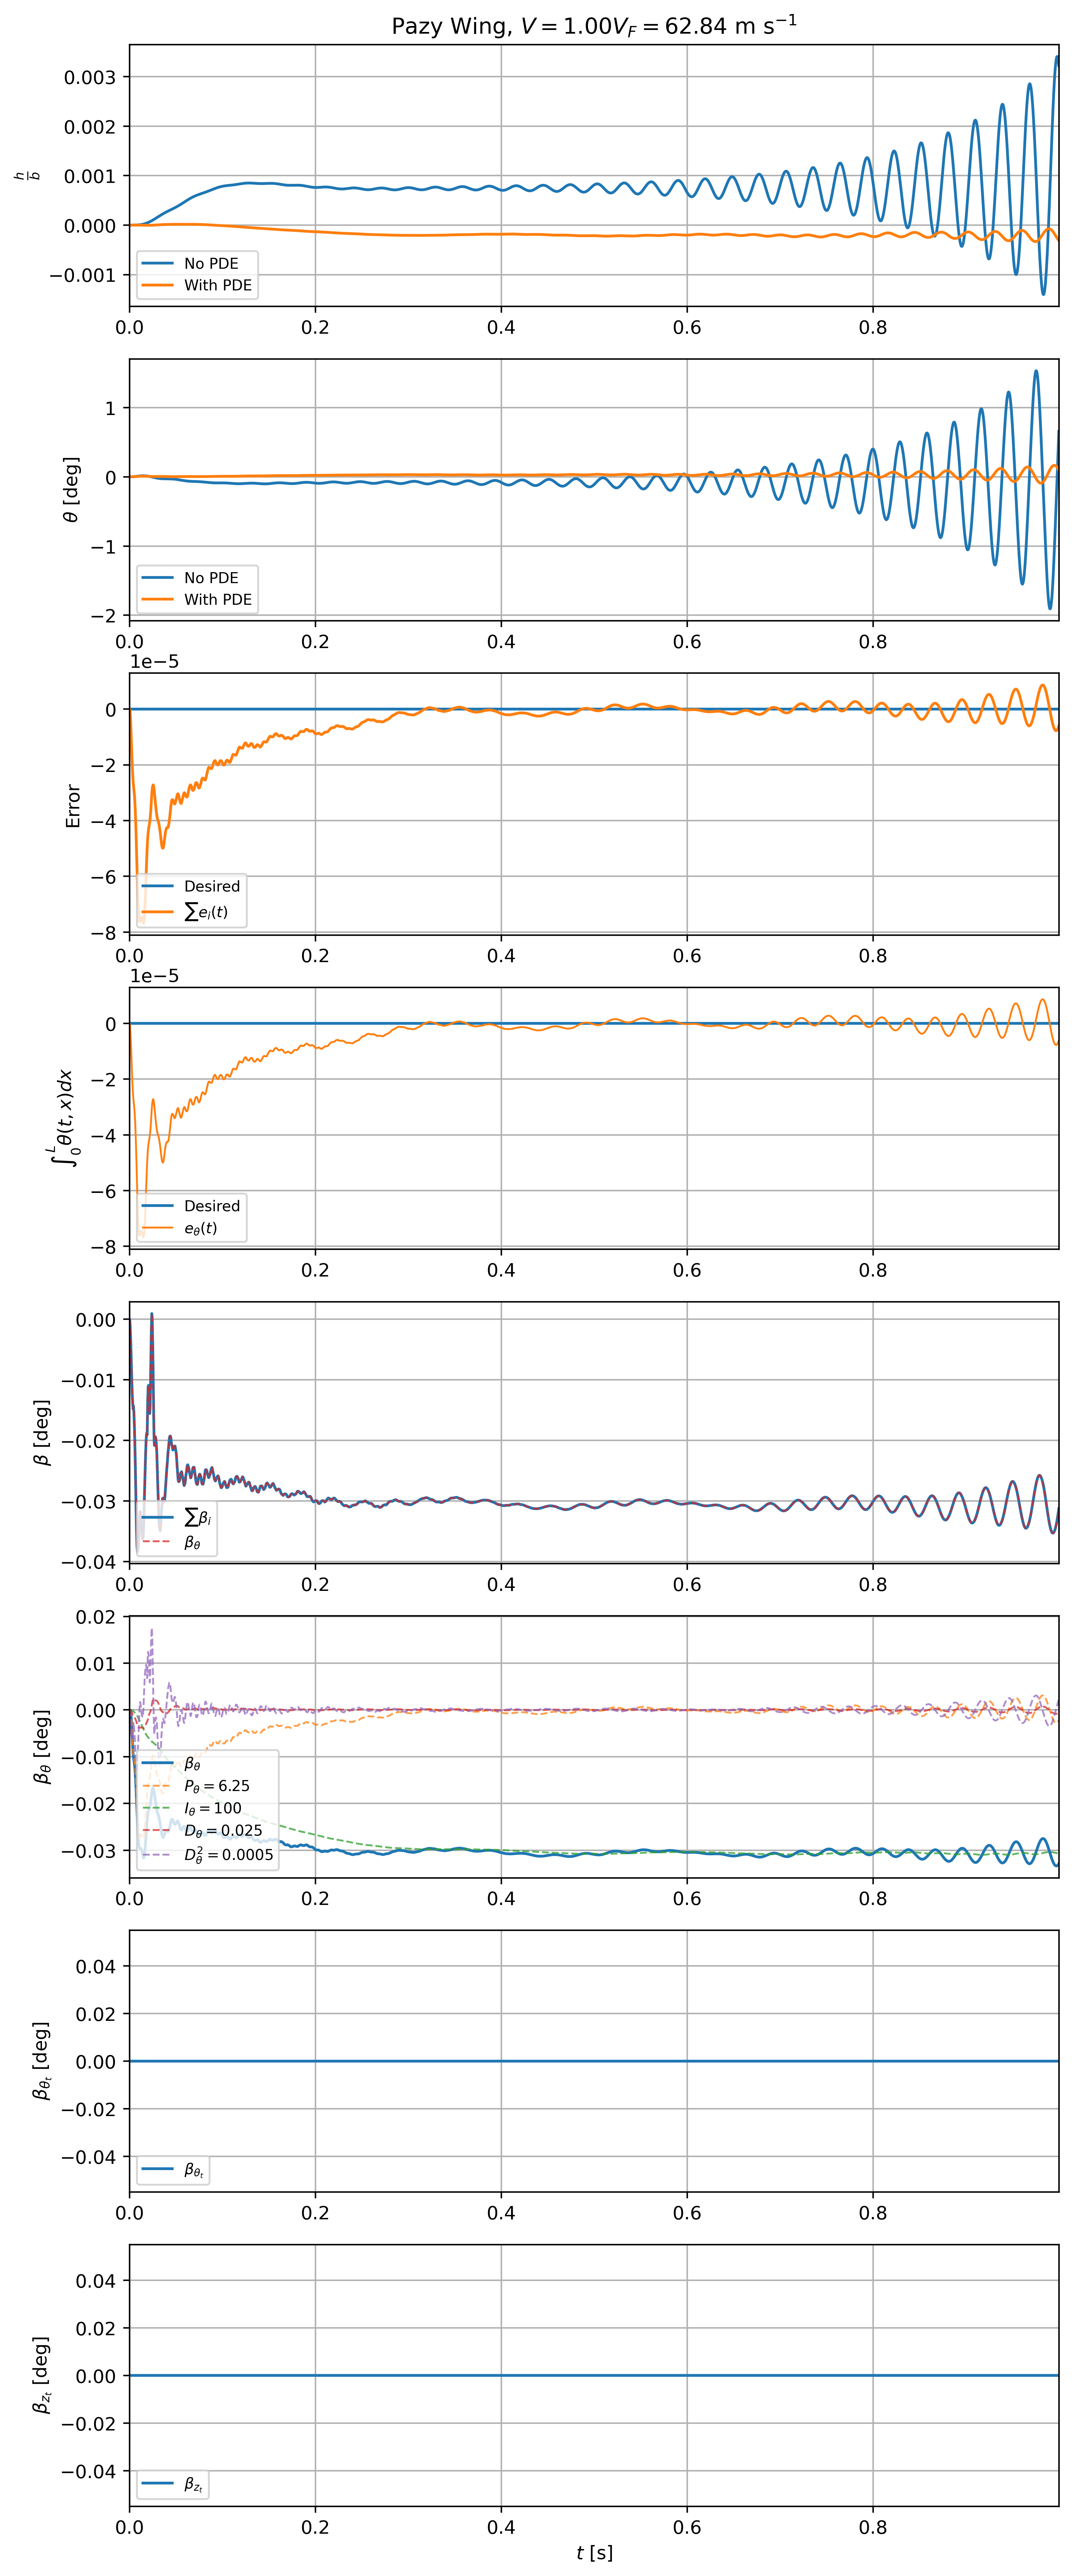 Pazy Wing, V = 1.00V_F = 62.84 m s⁻¹
h/b
0.003
0.002
0.001
0.000
−0.001
No PDE
With PDE
0.0 0.2 0.4 0.6 0.8
θ [deg]
1
0
−1
−2
No PDE
With PDE
0.0 0.2 0.4 0.6 0.8
1e−5
Error
0
−2
−4
−6
−8
Desired
∑e_i(t)
0.0 0.2 0.4 0.6 0.8
1e−5
∫₀ᴸθ(t, x)dx
0
−2
−4
−6
−8
Desired
e_θ(t)
0.0 0.2 0.4 0.6 0.8
β [deg]
0.00
−0.01
−0.02
−0.03
−0.04
∑β_i
β_θ
0.0 0.2 0.4 0.6 0.8
β_θ [deg]
0.02
0.01
0.00
−0.01
−0.02
−0.03
β_θ
P_θ = 6.25
I_θ = 100
D_θ = 0.025
D²_θ = 0.0005
0.0 0.2 0.4 0.6 0.8
β_θ_t [deg]
0.04
0.02
0.00
−0.02
−0.04
β_θ_t
0.0 0.2 0.4 0.6 0.8
β_z_t [deg]
0.04
0.02
0.00
−0.02
−0.04
β_z_t
0.0 0.2 0.4 0.6 0.8
t [s]